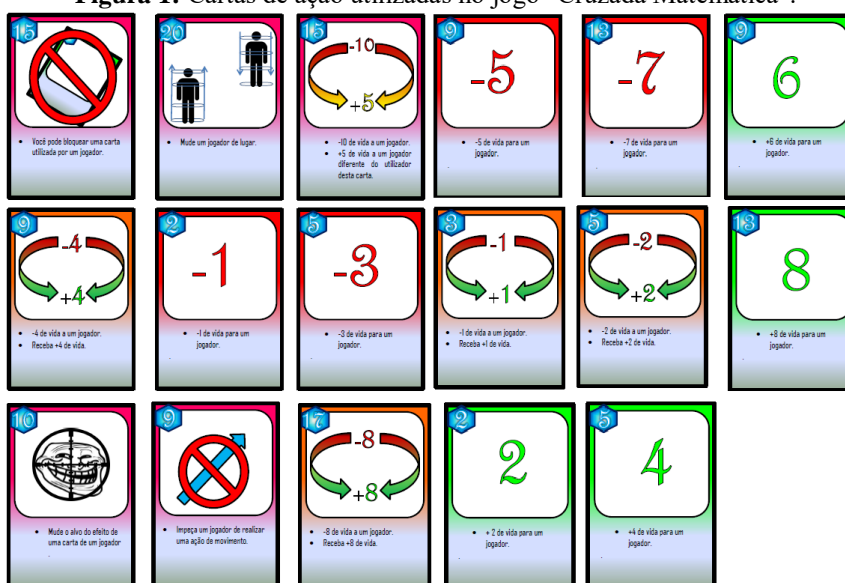 Figura 1: Cartas de ação utilizadas no jogo "Cruzada Matemática".
15
• Você pode bloquear uma carta
utilizada por um jogador.
20
• Mude um jogador de lugar.
15
-10
+5
• -10 de vida a um jogador.
• +5 de vida a um jogador
diferente do utilizador
desta carta.
9
-5
• -5 de vida para um
jogador.
13
-7
• -7 de vida para um
jogador.
9
6
• +6 de vida para um
jogador.
9
-4
+4
• -4 de vida a um jogador.
• Receba +4 de vida.
2
-1
• -1 de vida para um
jogador.
5
-3
• -3 de vida para um
jogador.
3
-1
+1
• -1 de vida a um jogador.
• Receba +1 de vida.
5
-2
+2
• -2 de vida a um jogador.
• Receba +2 de vida.
13
8
• +8 de vida para um
jogador.
10
• Mude o alvo do efeito de
uma carta de um jogador
.
9
• Impeça um jogador de realizar
uma ação de movimento.
17
-8
+8
• -8 de vida a um jogador.
• Receba +8 de vida.
2
2
• + 2 de vida para um
jogador.
5
4
• +4 de vida para um
jogador.